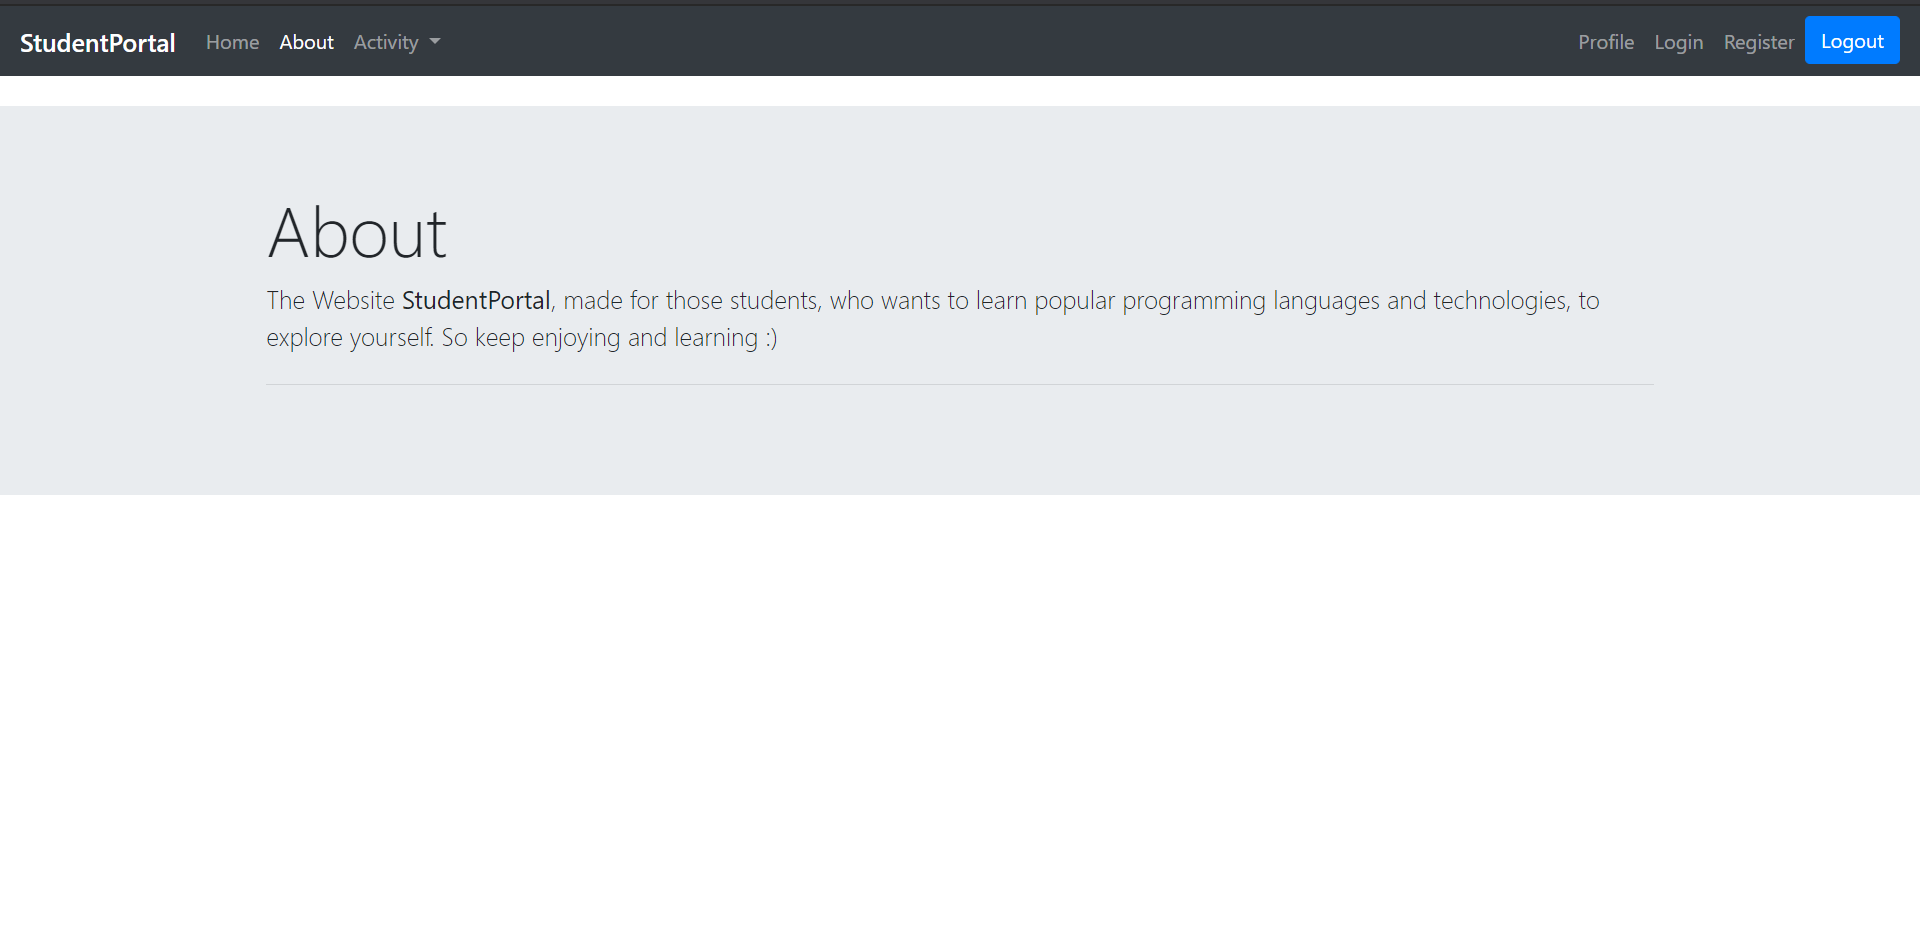 StudentPortal Home About Activity Profile Login Register Logout
About
The Website StudentPortal, made for those students, who wants to learn popular programming languages and technologies, to
explore yourself. So keep enjoying and learning :)